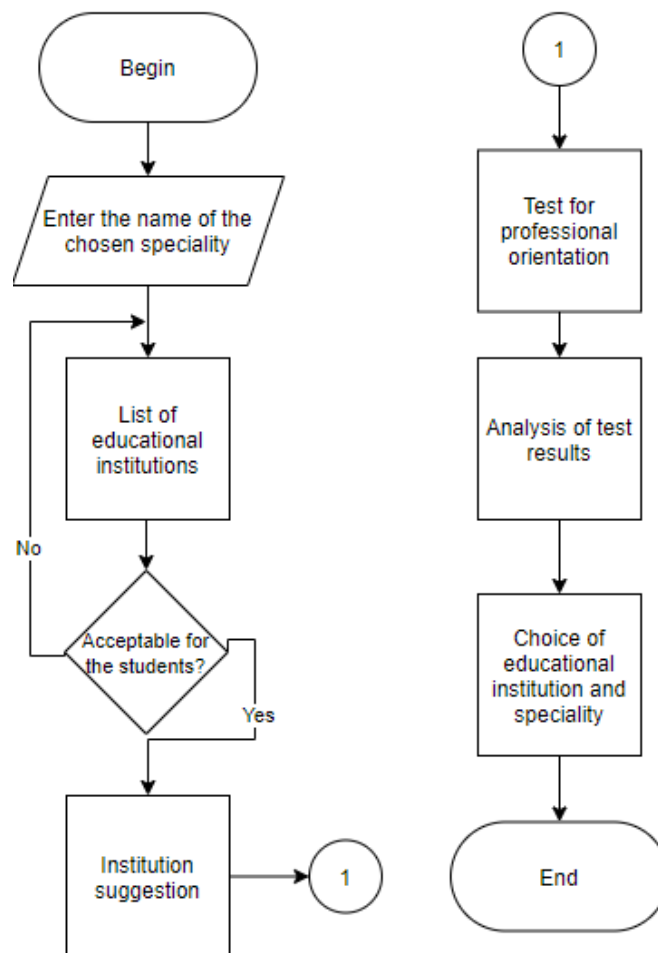 Begin
Enter the name of the
chosen speciality
List of
educational
institutions
No
Acceptable for
the students?
Yes
Institution
suggestion
1
1
Test for
professional
orientation
Analysis of test
results
Choice of
educational
institution and
speciality
End